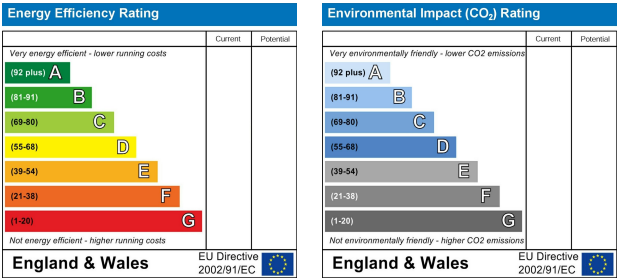 Energy Efficiency Rating
Current Potential
Very energy efficient - lower running costs
(92 plus) A
(81-91) B
(69-80) C
(55-68) D
(39-54) E
(21-38) F
(1-20) G
Not energy efficient - higher running costs
England & Wales
EU Directive
2002/91/EC
Environmental Impact (CO₂) Rating
Current Potential
Very environmentally friendly - lower CO2 emissions
(92 plus) A
(81-91) B
(69-80) C
(55-68) D
(39-54) E
(21-38) F
(1-20) G
Not environmentally friendly - higher CO2 emissions
England & Wales
EU Directive
2002/91/EC